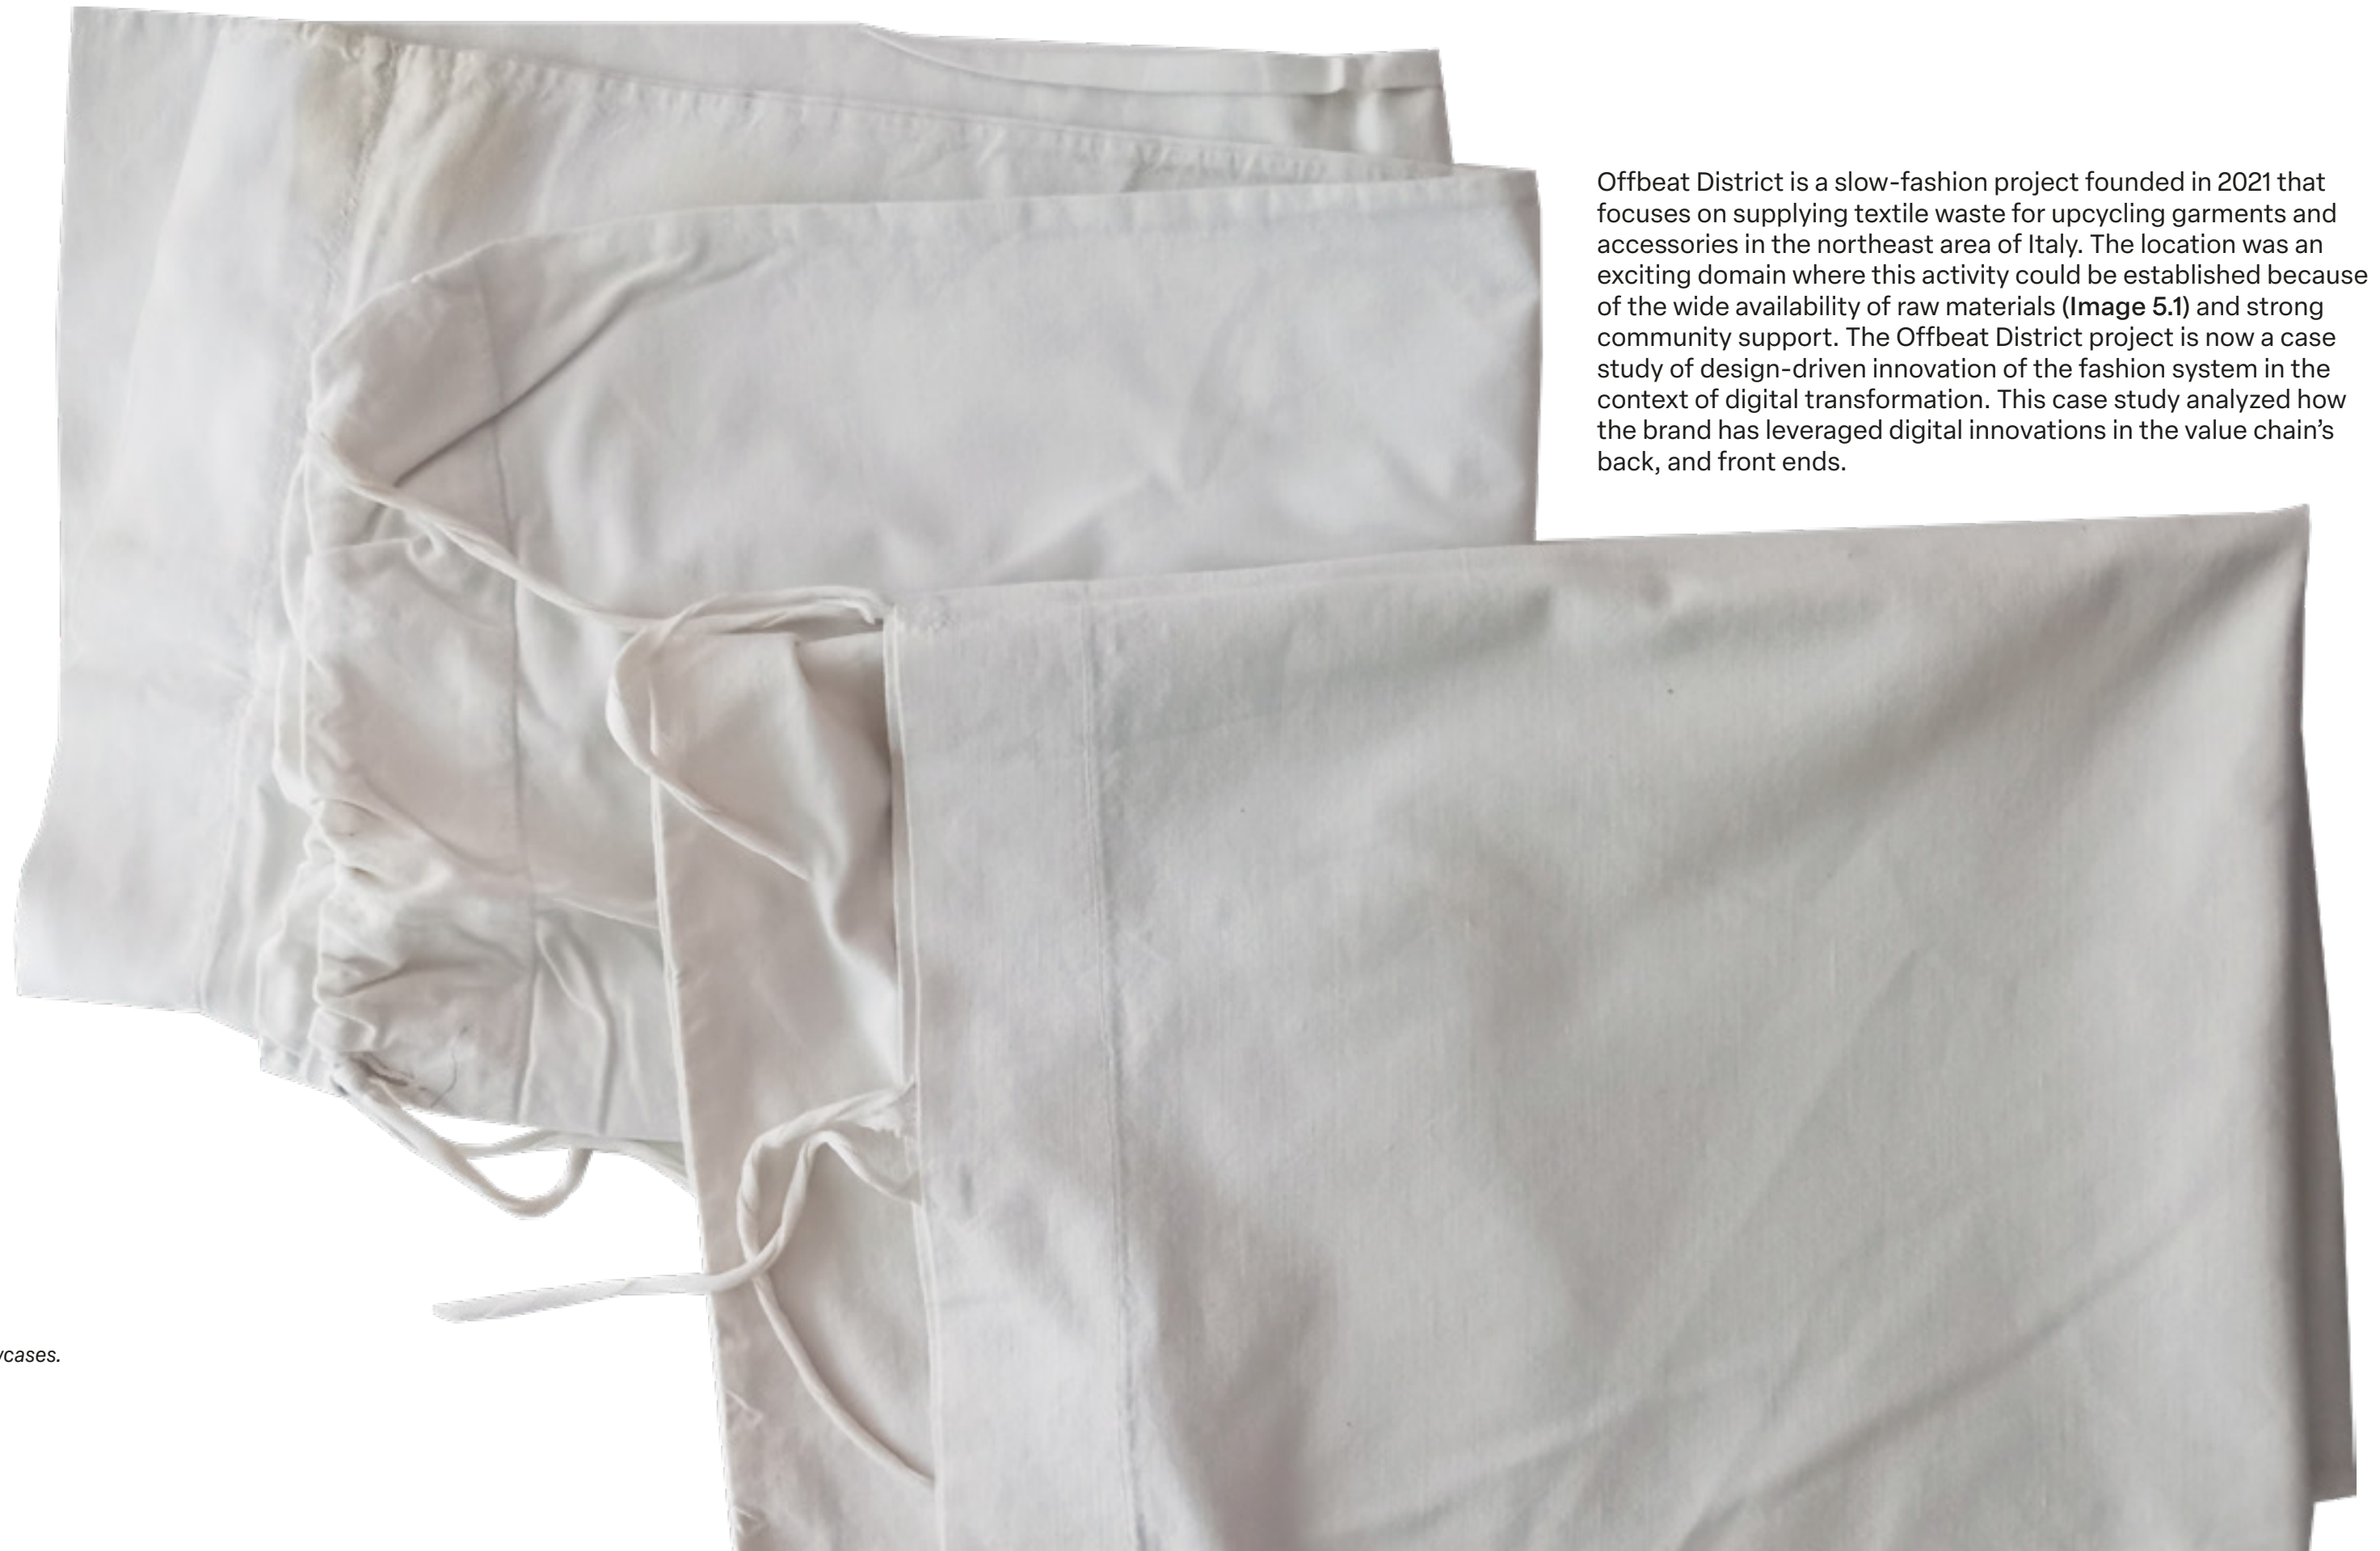 Offbeat District is a slow-fashion project founded in 2021 that
focuses on supplying textile waste for upcycling garments and
accessories in the northeast area of Italy. The location was an
exciting domain where this activity could be established because
of the wide availability of raw materials (Image 5.1) and strong
community support. The Offbeat District project is now a case
study of design-driven innovation of the fashion system in the
context of digital transformation. This case study analyzed how
the brand has leveraged digital innovations in the value chain’s
back, and front ends.